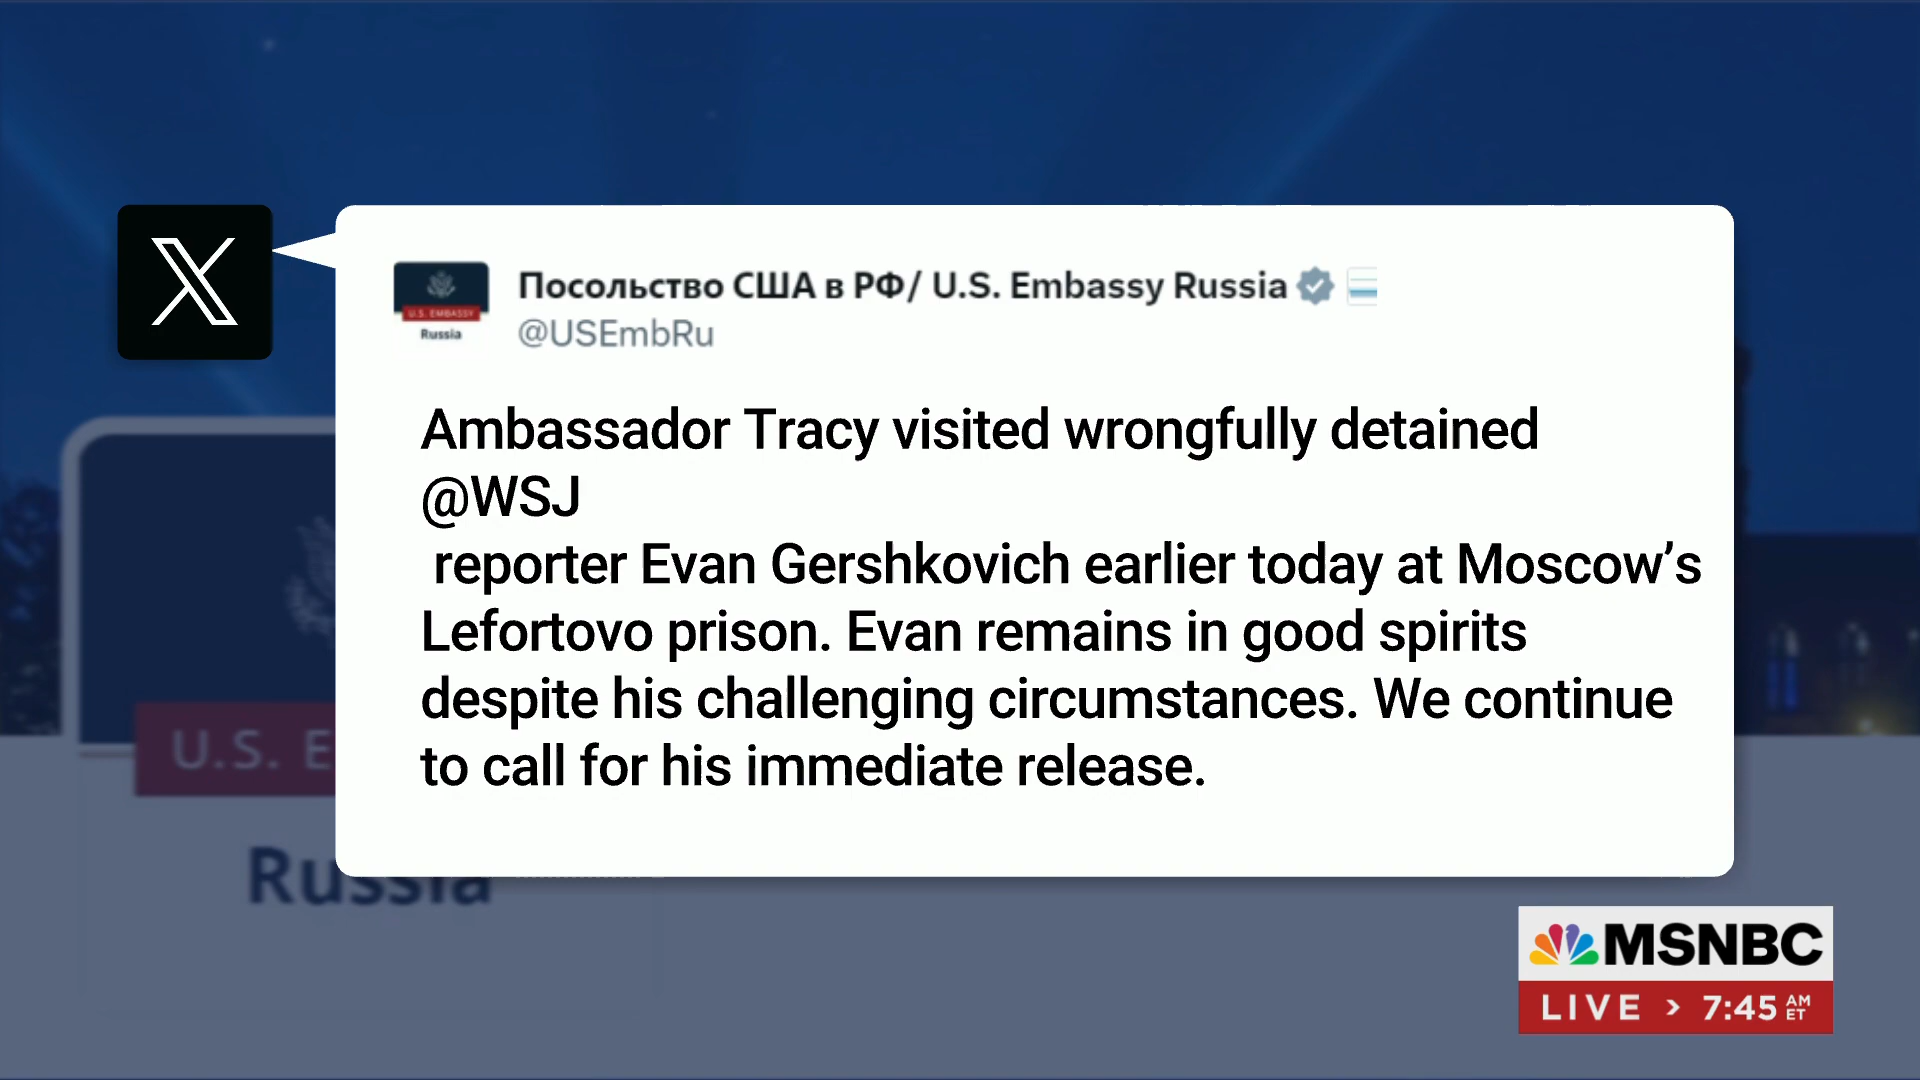 X
U.S. EMBASSY
Russia
Посольство США в РФ/ U.S. Embassy Russia
@USEmbRu
Ambassador Tracy visited wrongfully detained
@WSJ
reporter Evan Gershkovich earlier today at Moscow’s
Lefortovo prison. Evan remains in good spirits
despite his challenging circumstances. We continue
to call for his immediate release.
U.S. E
Russia
MSNBC
LIVE > 7:45 AM ET